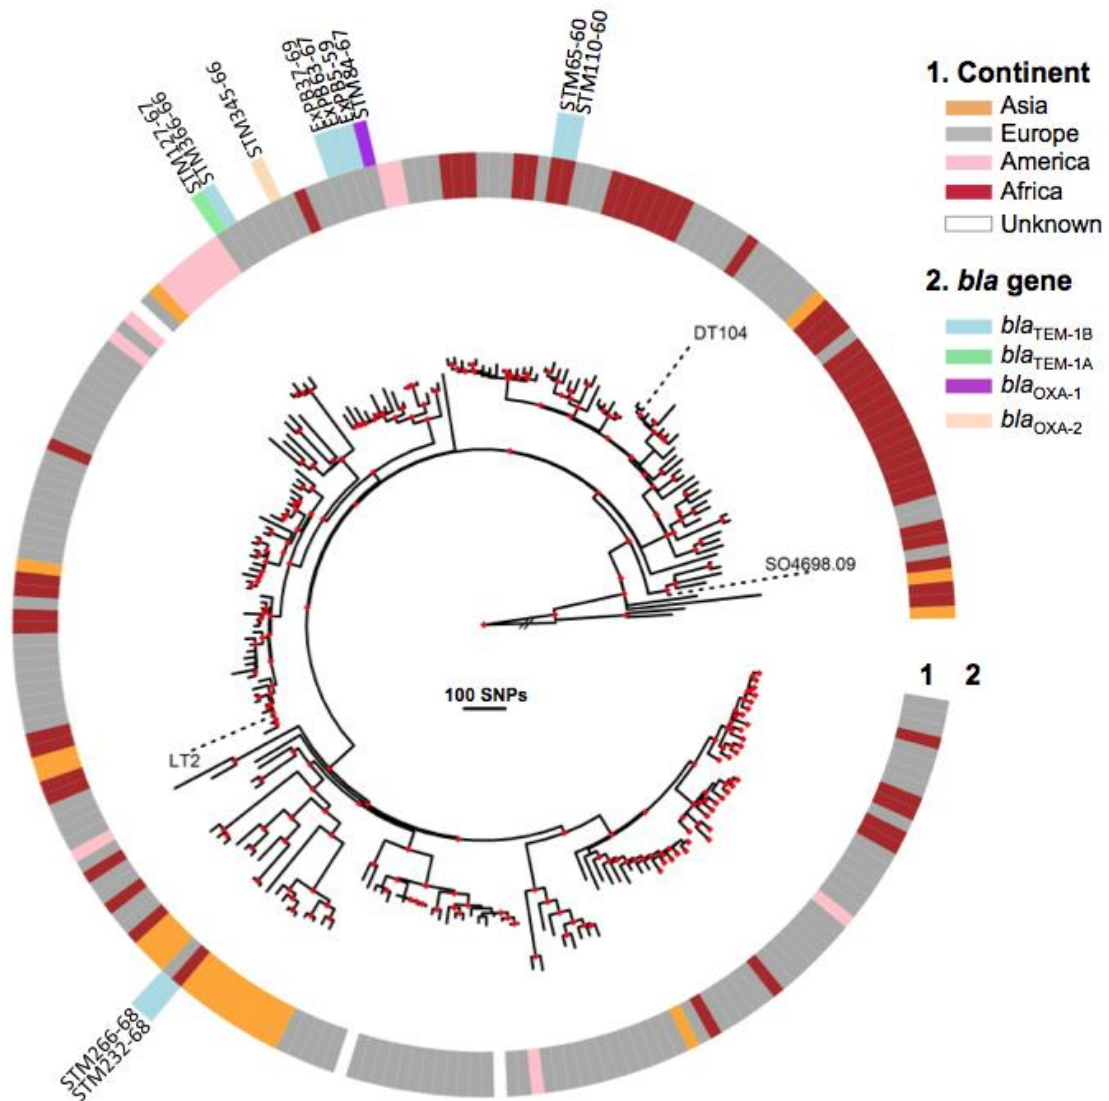 STM65-60
STM110-60
ExPB37-69
ExpB63-67
ExPB5-59
STM84-67
STM345-66
STM127-67
STM366-66
1. Continent
Asia
Europe
America
Africa
Unknown
2. bla gene
blaTEM-1B
blaTEM-1A
blaOXA-1
blaOXA-2
DT104
SO4698.09
1 2
100 SNPs
LT2
STM266-68
STM232-68